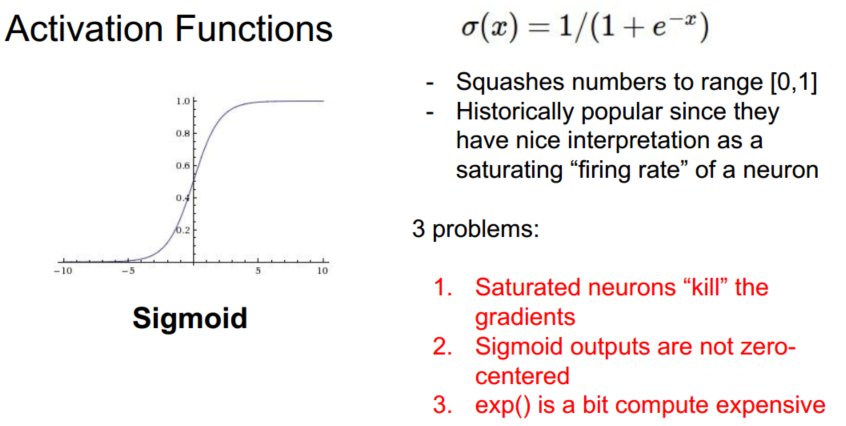 Activation Functions
σ(x) = 1/(1 + e⁻ˣ)
1.0
0.8
0.6
0.4
0.2
-10
-5
5
10
Sigmoid
- Squashes numbers to range [0,1]
- Historically popular since they
have nice interpretation as a
saturating “firing rate” of a neuron
3 problems:
1. Saturated neurons “kill” the
gradients
2. Sigmoid outputs are not zero-
centered
3. exp() is a bit compute expensive